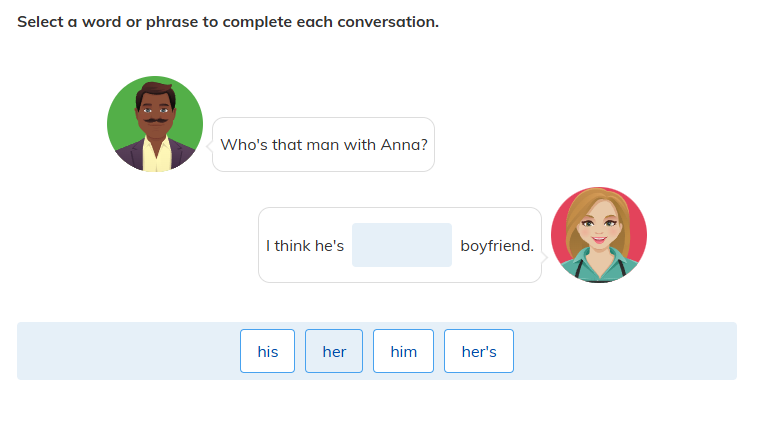 Select a word or phrase to complete each conversation.
Who's that man with Anna?
I think he's boyfriend.
his her him her's